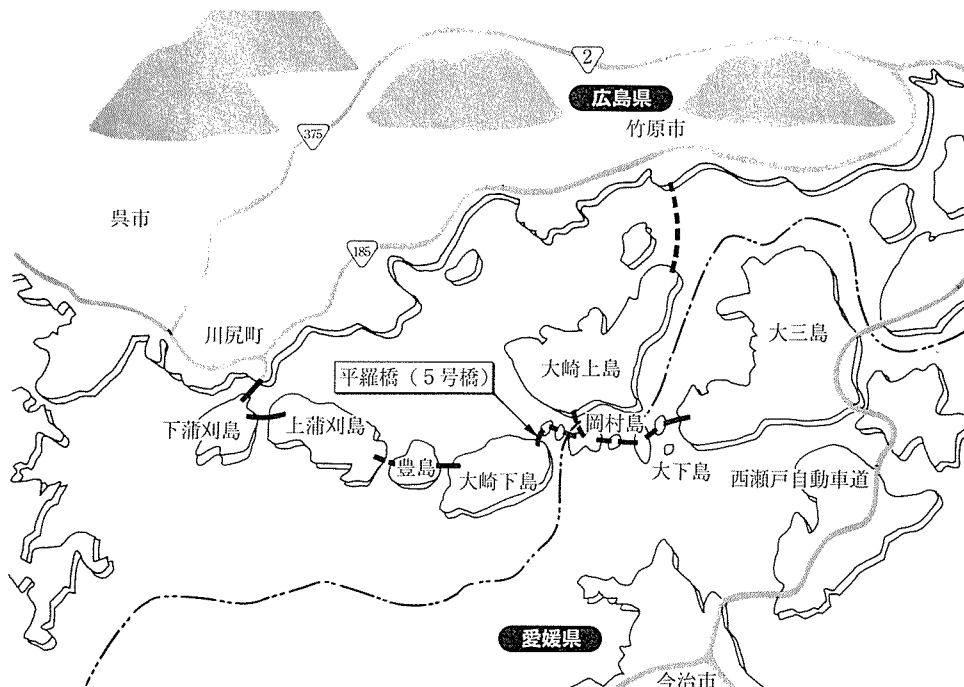 2
広島県
竹原市
375
呉市
185
川尻町
大三島
大崎上島
平羅橋(5号橋)
下蒲刈島
上蒲刈島
岡村島
豊島
大崎下島
大下島
西瀬戸自動車道
愛媛県
今治市